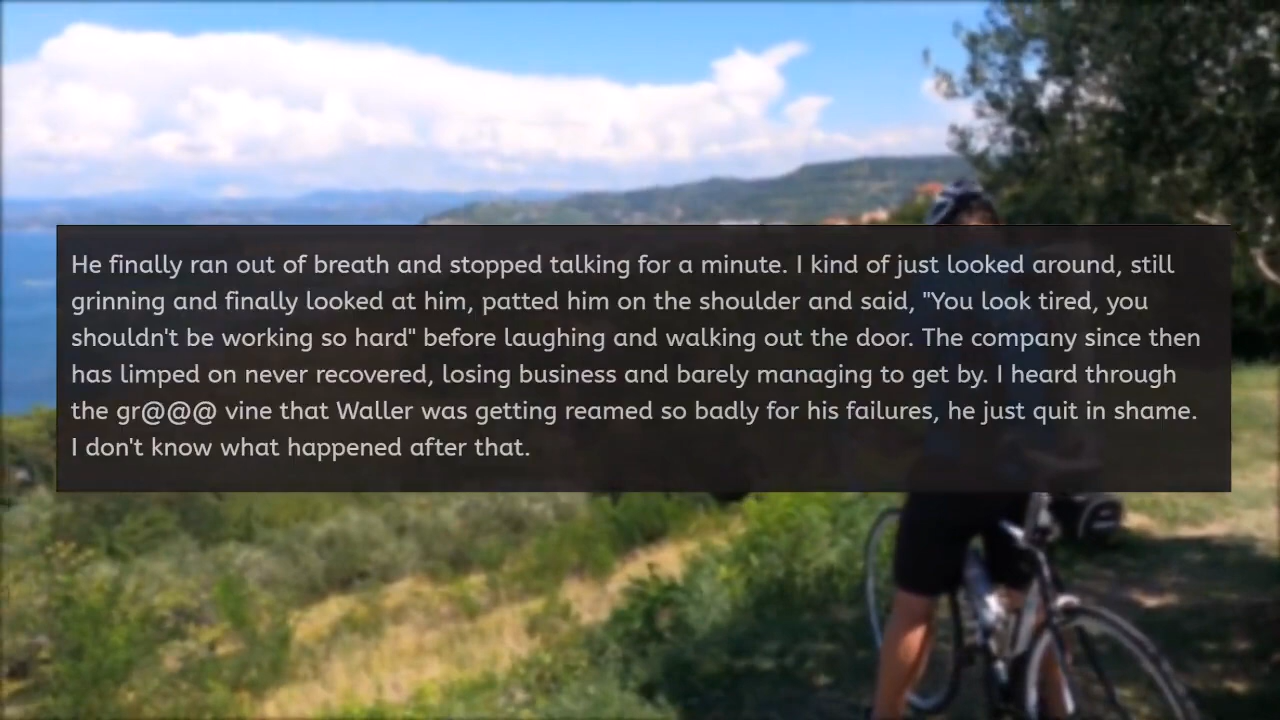 He finally ran out of breath and stopped talking for a minute. I kind of just looked around, still
grinning and finally looked at him, patted him on the shoulder and said, "You look tired, you
shouldn't be working so hard" before laughing and walking out the door. The company since then
has limped on never recovered, losing business and barely managing to get by. I heard through
the gr@@@ vine that Waller was getting reamed so badly for his failures, he just quit in shame.
I don't know what happened after that.